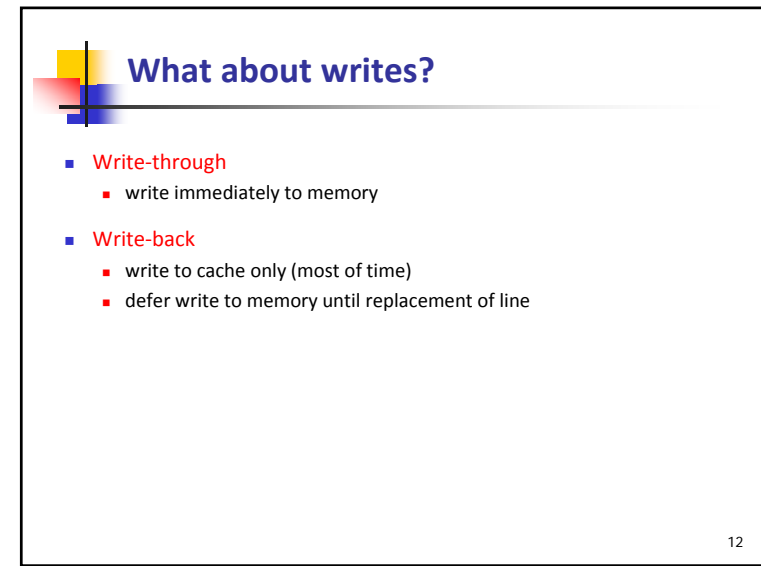 What about writes?
Write-through
write immediately to memory
Write-back
write to cache only (most of time)
defer write to memory until replacement of line
12